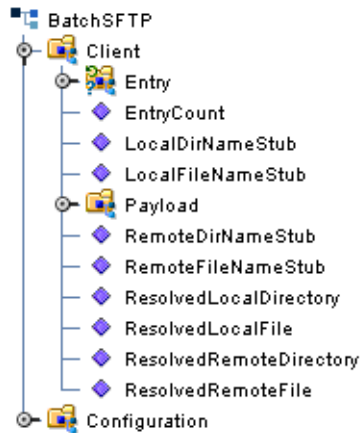 BatchSFTP
Client
Entry
EntryCount
LocalDirNameStub
LocalFileNameStub
Payload
RemoteDirNameStub
RemoteFileNameStub
ResolvedLocalDirectory
ResolvedLocalFile
ResolvedRemoteDirectory
ResolvedRemoteFile
Configuration